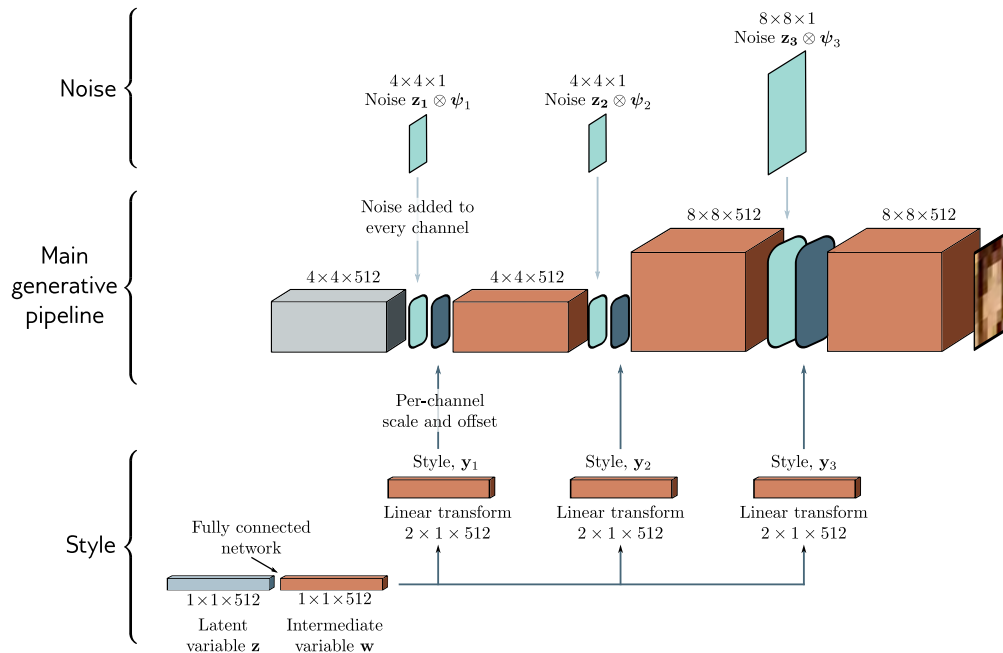 Noise
4×4×1
Noise z₁ ⊗ ψ₁
4×4×1
Noise z₂ ⊗ ψ₂
8×8×1
Noise z₃ ⊗ ψ₃
Main
generative
pipeline
Noise added to
every channel
4×4×512
4×4×512
8×8×512
8×8×512
Per-channel
scale and offset
Style
Style, y₁
Linear transform
2 × 1 × 512
Style, y₂
Linear transform
2 × 1 × 512
Style, y₃
Linear transform
2 × 1 × 512
Fully connected
network
1×1×512
Latent
variable z
1×1×512
Intermediate
variable w